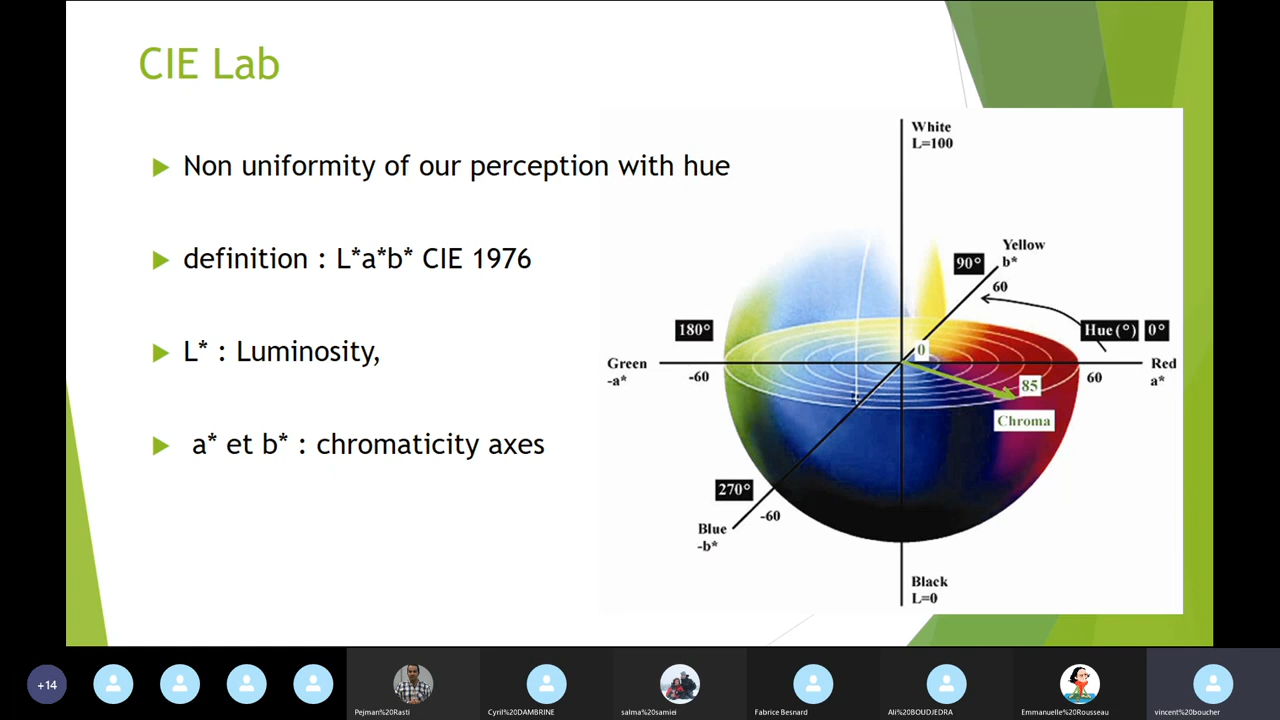 CIE Lab
Non uniformity of our perception with hue
definition : L*a*b* CIE 1976
L* : Luminosity,
a* et b* : chromaticity axes
White
L=100
Yellow
b*
90°
60
180°
Hue (°)
0°
0
Green
-a*
-60
60
Red
a*
85
Chroma
270°
-60
Blue
-b*
Black
L=0
+14
Pejman%20Rasti
Cyril%20DAMBRINE
salma%20samiei
Fabrice Besnard
Ali%20BOUDJEDRA
Emmanuelle%20Rousseau
vincent%20boucher